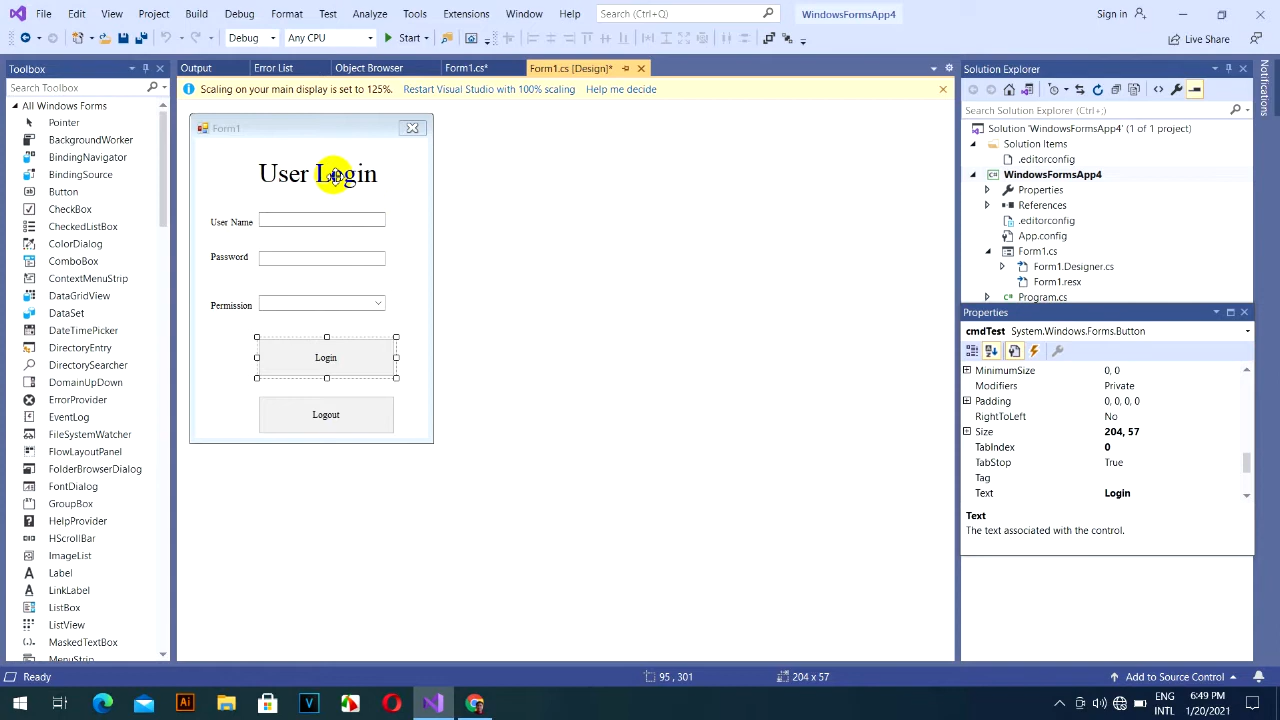 File Edit View Project Build Debug Test Analyze Tools Extensions Window Help Search (Ctrl+Q) WindowsFormsApp4 Sign in
Debug Any CPU Start Live Share
Toolbox
Search Toolbox
All Windows Forms
Pointer
BackgroundWorker
BindingNavigator
BindingSource
Button
CheckBox
CheckedListBox
ColorDialog
ComboBox
ContextMenuStrip
DataGridView
DataSet
DateTimePicker
DirectoryEntry
DirectorySearcher
DomainUpDown
ErrorProvider
EventLog
FileSystemWatcher
FlowLayoutPanel
FolderBrowserDialog
FontDialog
GroupBox
HelpProvider
HScrollBar
ImageList
Label
LinkLabel
ListBox
ListView
MaskedTextBox
MenuStrip
Output Error List Object Browser Form1.cs* Form1.cs [Design]*
Scaling on your main display is set to 125%. Restart Visual Studio with 100% scaling Help me decide
Form1
User Login
User Name
Password
Permission
Login
Logout
Solution Explorer
Search Solution Explorer (Ctrl+;)
Solution 'WindowsFormsApp4' (1 of 1 project)
Solution Items
.editorconfig
WindowsFormsApp4
Properties
References
.editorconfig
App.config
Form1.cs
Form1.Designer.cs
Form1.resx
Program.cs
Properties
cmdTest System.Windows.Forms.Button
MinimumSize 0, 0
Modifiers Private
Padding 0, 0, 0, 0
RightToLeft No
Size 204, 57
TabIndex 0
TabStop True
Tag
Text Login
Text
The text associated with the control.
Notifications
Ready 95 , 301 204 x 57 Add to Source Control
Ai V ENG 6:49 PM
INTL 1/20/2021